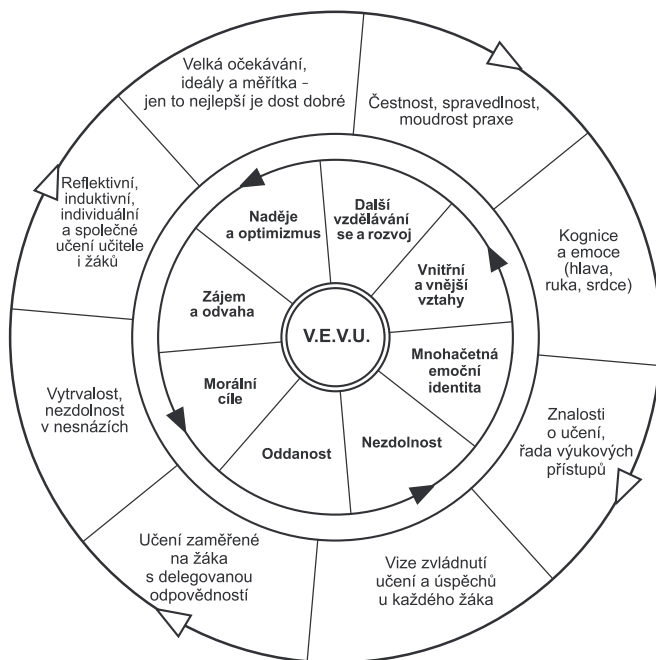 Velká očekávání,
ideály a měřítka -
jen to nejlepší je dost dobré
Čestnost, spravedlnost,
moudrost praxe
Kognice
a emoce
(hlava,
ruka, srdce)
Znalosti
o učení,
řada výukových
přístupů
Vize zvládnutí
učení a úspěchů
u každého žáka
Učení zaměřené
na žáka
s delegovanou
odpovědností
Vytrvalost,
nezdolnost
v nesnázích
Reflektivní,
induktivní,
individuální
a společné
učení učitele
i žáků
Naděje
a optimizmus
Další
vzdělávání
se a rozvoj
Vnitřní
a vnější
vztahy
Mnohačetná
emoční
identita
Nezdolnost
Oddanost
Morální
cíle
Zájem
a odvaha
V.E.V.U.